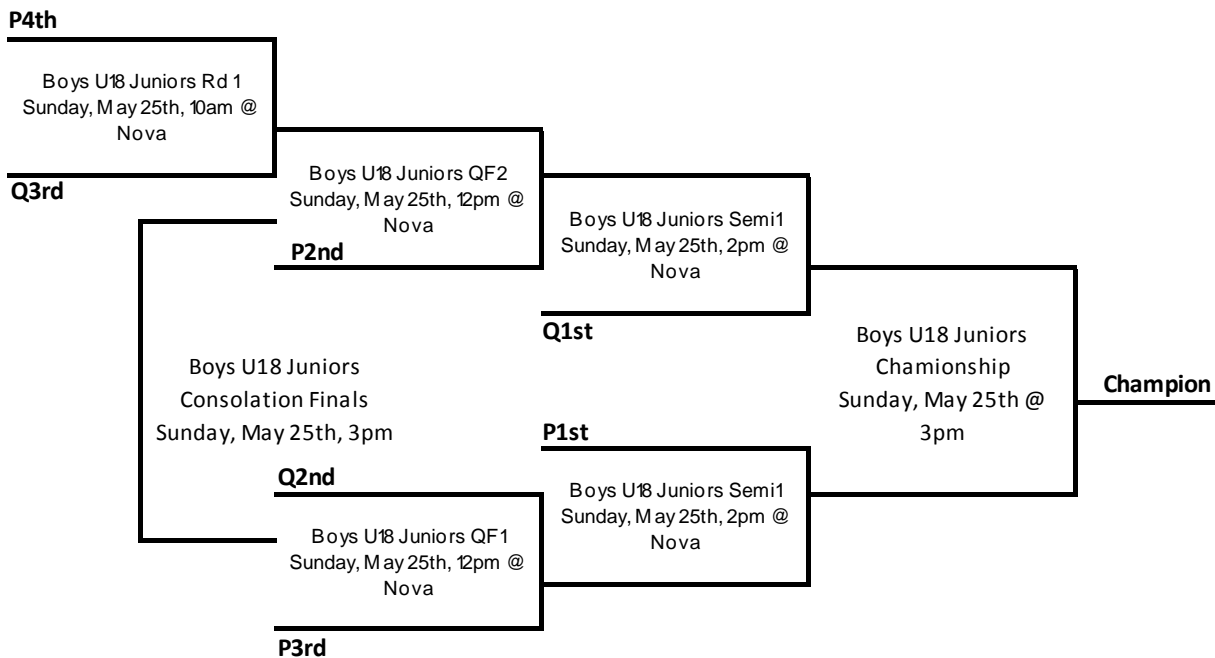 P4th
Boys U18 Juniors Rd 1
Sunday, May 25th, 10am @
Nova
Q3rd
Boys U18 Juniors QF2
Sunday, May 25th, 12pm @
Nova
P2nd
Boys U18 Juniors Semi1
Sunday, May 25th, 2pm @
Nova
Q1st
Boys U18 Juniors
Consolation Finals
Sunday, May 25th, 3pm
Boys U18 Juniors
Chamionship
Sunday, May 25th @
3pm
Champion
P1st
Boys U18 Juniors Semi1
Sunday, May 25th, 2pm @
Nova
Q2nd
Boys U18 Juniors QF1
Sunday, May 25th, 12pm @
Nova
P3rd